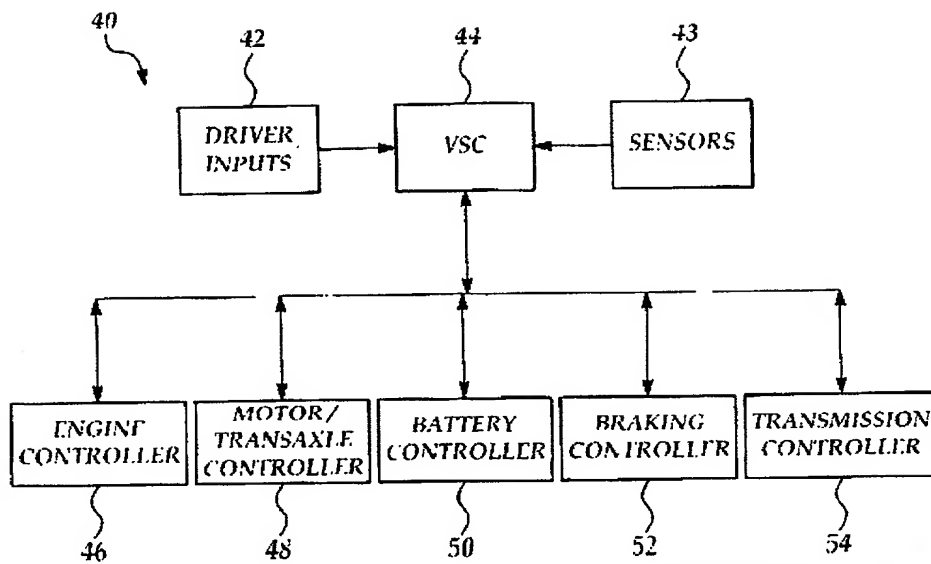 40
42
44
43
DRIVER
INPUTS
VSC
SENSORS
ENGINE
CONTROLLER
MOTOR/
TRANSAXLE
CONTROLLER
BATTERY
CONTROLLER
BRAKING
CONTROLLER
TRANSMISSION
CONTROLLER
46
48
50
52
54